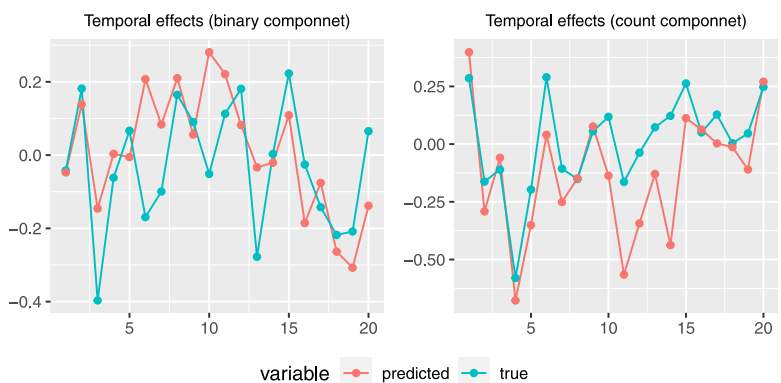 Temporal effects (binary componnet)
Temporal effects (count componnet)
0.2
0.0
−0.2
−0.4
5 10 15 20
0.25
0.00
−0.25
−0.50
5 10 15 20
variable predicted true